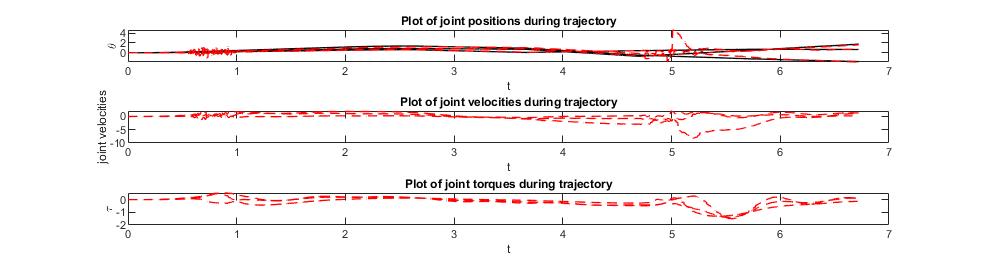 Plot of joint positions during trajectory
θ
4
2
0
0 1 2 3 4 5 6 7
t
Plot of joint velocities during trajectory
joint velocities
0
-5
-10
0 1 2 3 4 5 6 7
t
Plot of joint torques during trajectory
0
-1
-2
0 1 2 3 4 5 6 7
t